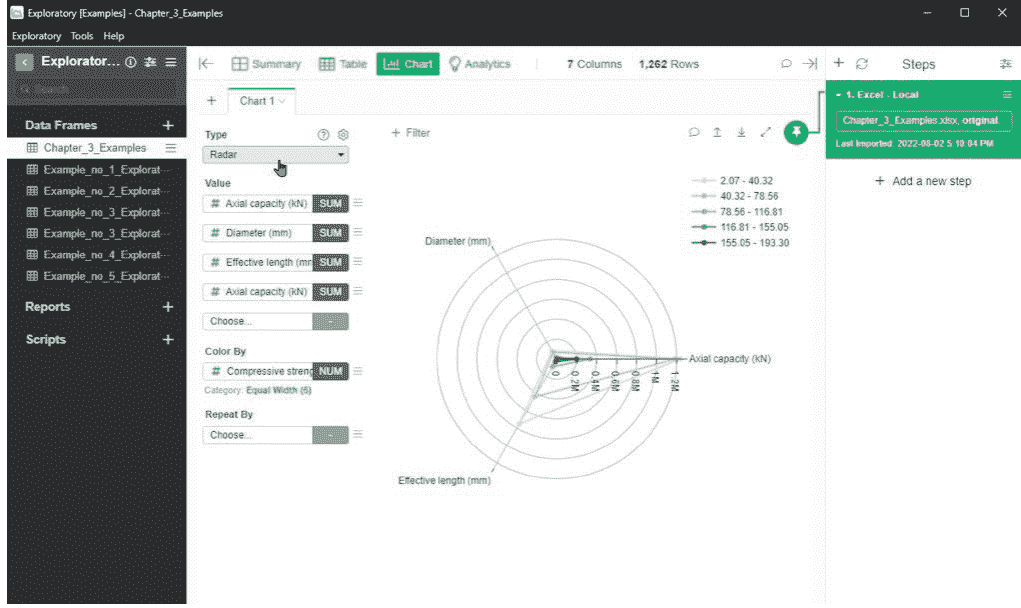 Exploratory [Examples] - Chapter_3_Examples
Exploratory Tools Help
Explorator...
Search
Data Frames +
Chapter_3_Examples
Example_no_1_Explorat...
Example_no_2_Explorat...
Example_no_3_Explorat...
Example_no_3_Explorat...
Example_no_4_Explorat...
Example_no_5_Explorat...
Reports +
Scripts +
Summary Table Chart Analytics 7 Columns 1,262 Rows
+ Chart 1
Type
Radar
Value
# Axial capacity (kN) SUM
# Diameter (mm) SUM
# Effective length (mm SUM
# Axial capacity (kN) SUM
Choose... -
Color By
# Compressive streng NUM
Category: Equal Width (5)
Repeat By
Choose... -
+ Filter
2.07 - 40.32
40.32 - 78.56
78.56 - 116.81
116.81 - 155.05
155.05 - 193.30
Diameter (mm)
Axial capacity (kN)
0 0.2M 0.4M 0.6M 0.8M 1M 1.2M
Effective length (mm)
+ Steps
1. Excel - Local
Chapter_3_Examples.xlsx, original.
Last Imported: 2022-08-02 5:10:04 PM
+ Add a new step